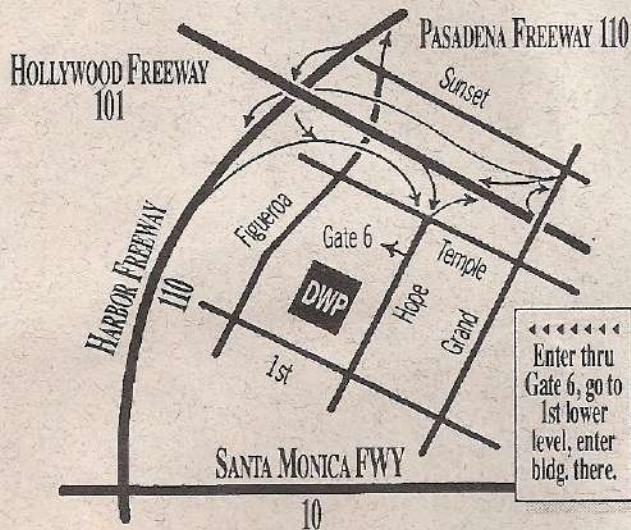 PASADENA FREEWAY 110
HOLLYWOOD FREEWAY
101
Sunset
Figueroa
Gate 6
Temple
HARBOR FREEWAY
110
DWP
Hope
Grand
1st
Enter thru
Gate 6, go to
1st lower
level, enter
bldg. there.
SANTA MONICA FWY
10